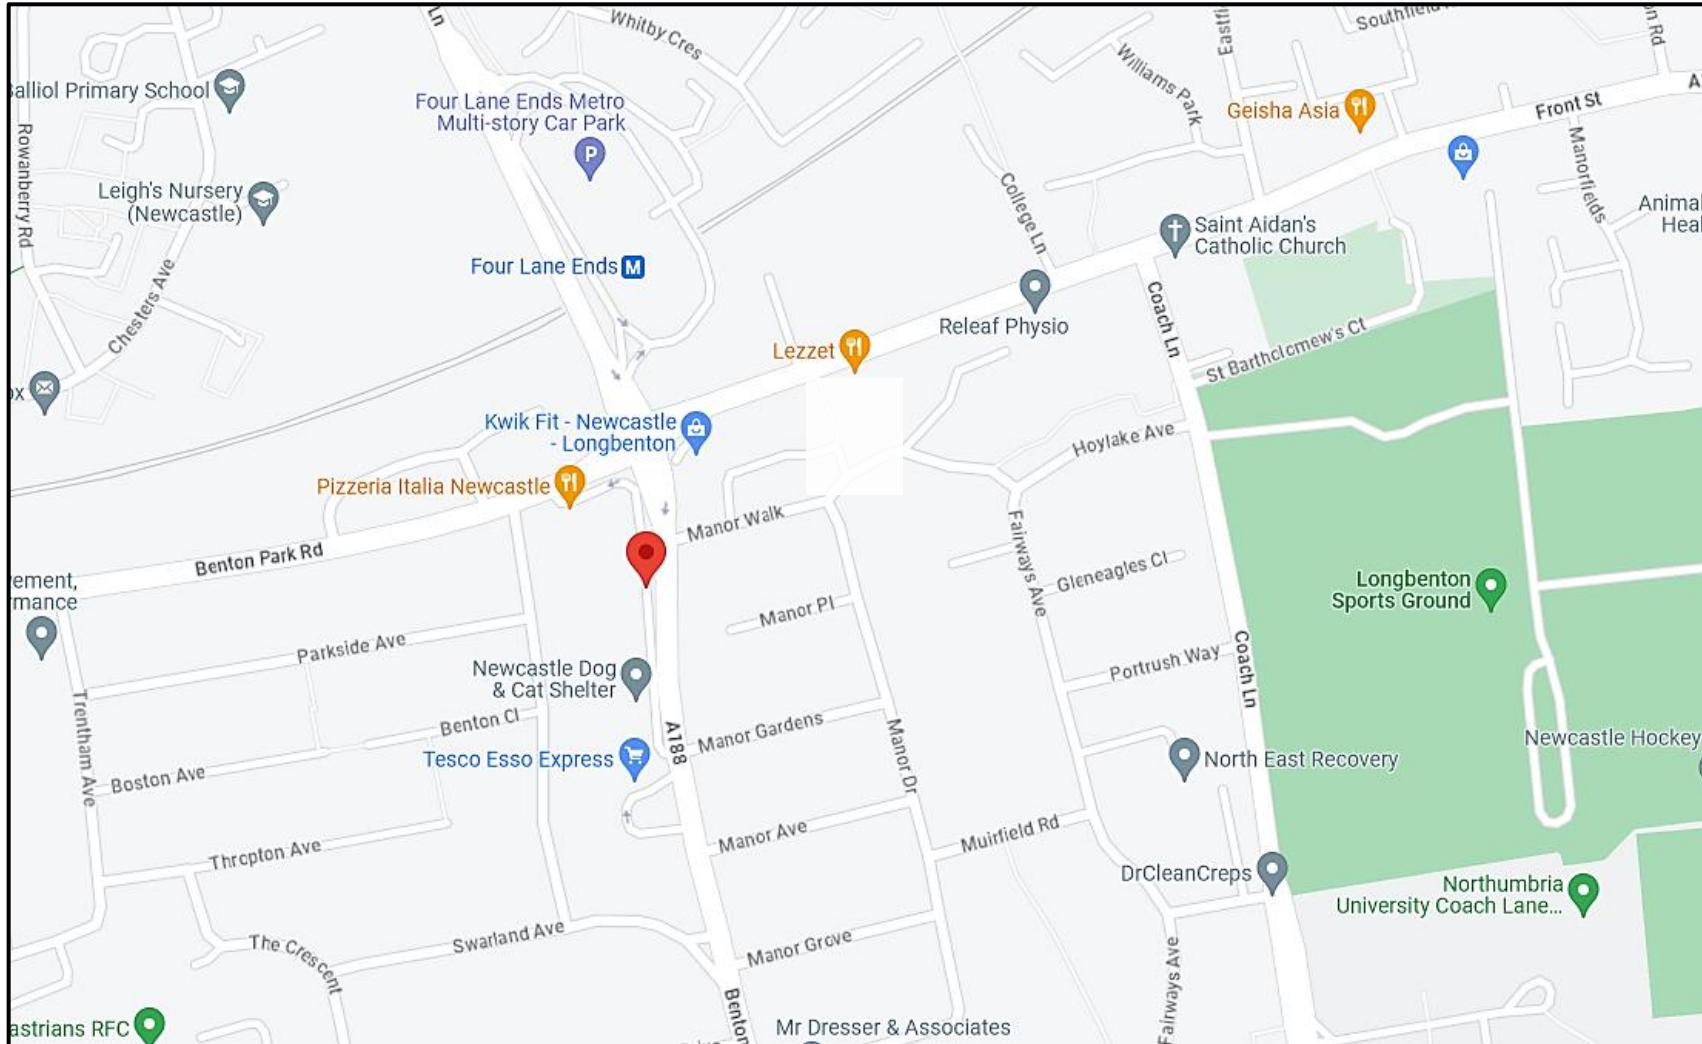 Ln
Whitby Cres
Southfield
Eastfi
on Rd
Williams Park
Balliol Primary School
Four Lane Ends Metro
Multi-story Car Park
P
Geisha Asia
Front St
A
Rowanberry Rd
Leigh's Nursery
(Newcastle)
College Ln
Manorfields
Saint Aidan's
Catholic Church
Animal
Heal
Four Lane Ends M
Chesters Ave
Coach Ln
Releaf Physio
Lezzet
St Bartholomew's Ct
ox
Kwik Fit - Newcastle
- Longbenton
Hoylake Ave
Pizzeria Italia Newcastle
Manor Walk
Fairways Ave
Benton Park Rd
Gleneagles Cl
Longbenton
Sports Ground
vement,
rmance
Manor Pl
Parkside Ave
Newcastle Dog
& Cat Shelter
Portrush Way
Coach Ln
Trentham Ave
Benton Cl
A188
Manor Gardens
Manor Dr
Newcastle Hockey
Tesco Esso Express
North East Recovery
Boston Ave
Manor Ave
Muirfield Rd
Thropton Ave
DrCleanCreps
Northumbria
University Coach Lane...
Swarland Ave
The Crescent
Manor Grove
Fairways Ave
Benton
astrians RFC
Mr Dresser & Associates